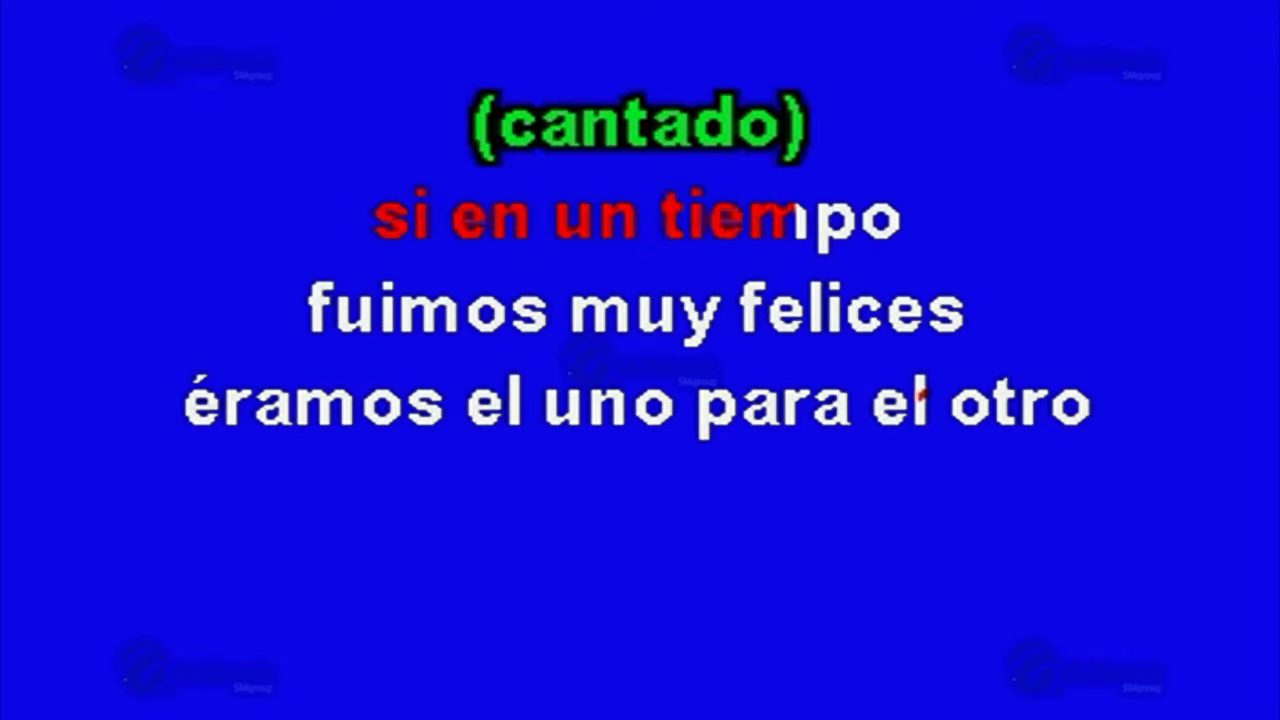 (cantado)
si en un tiempo
fuimos muy felices
éramos el uno para el otro